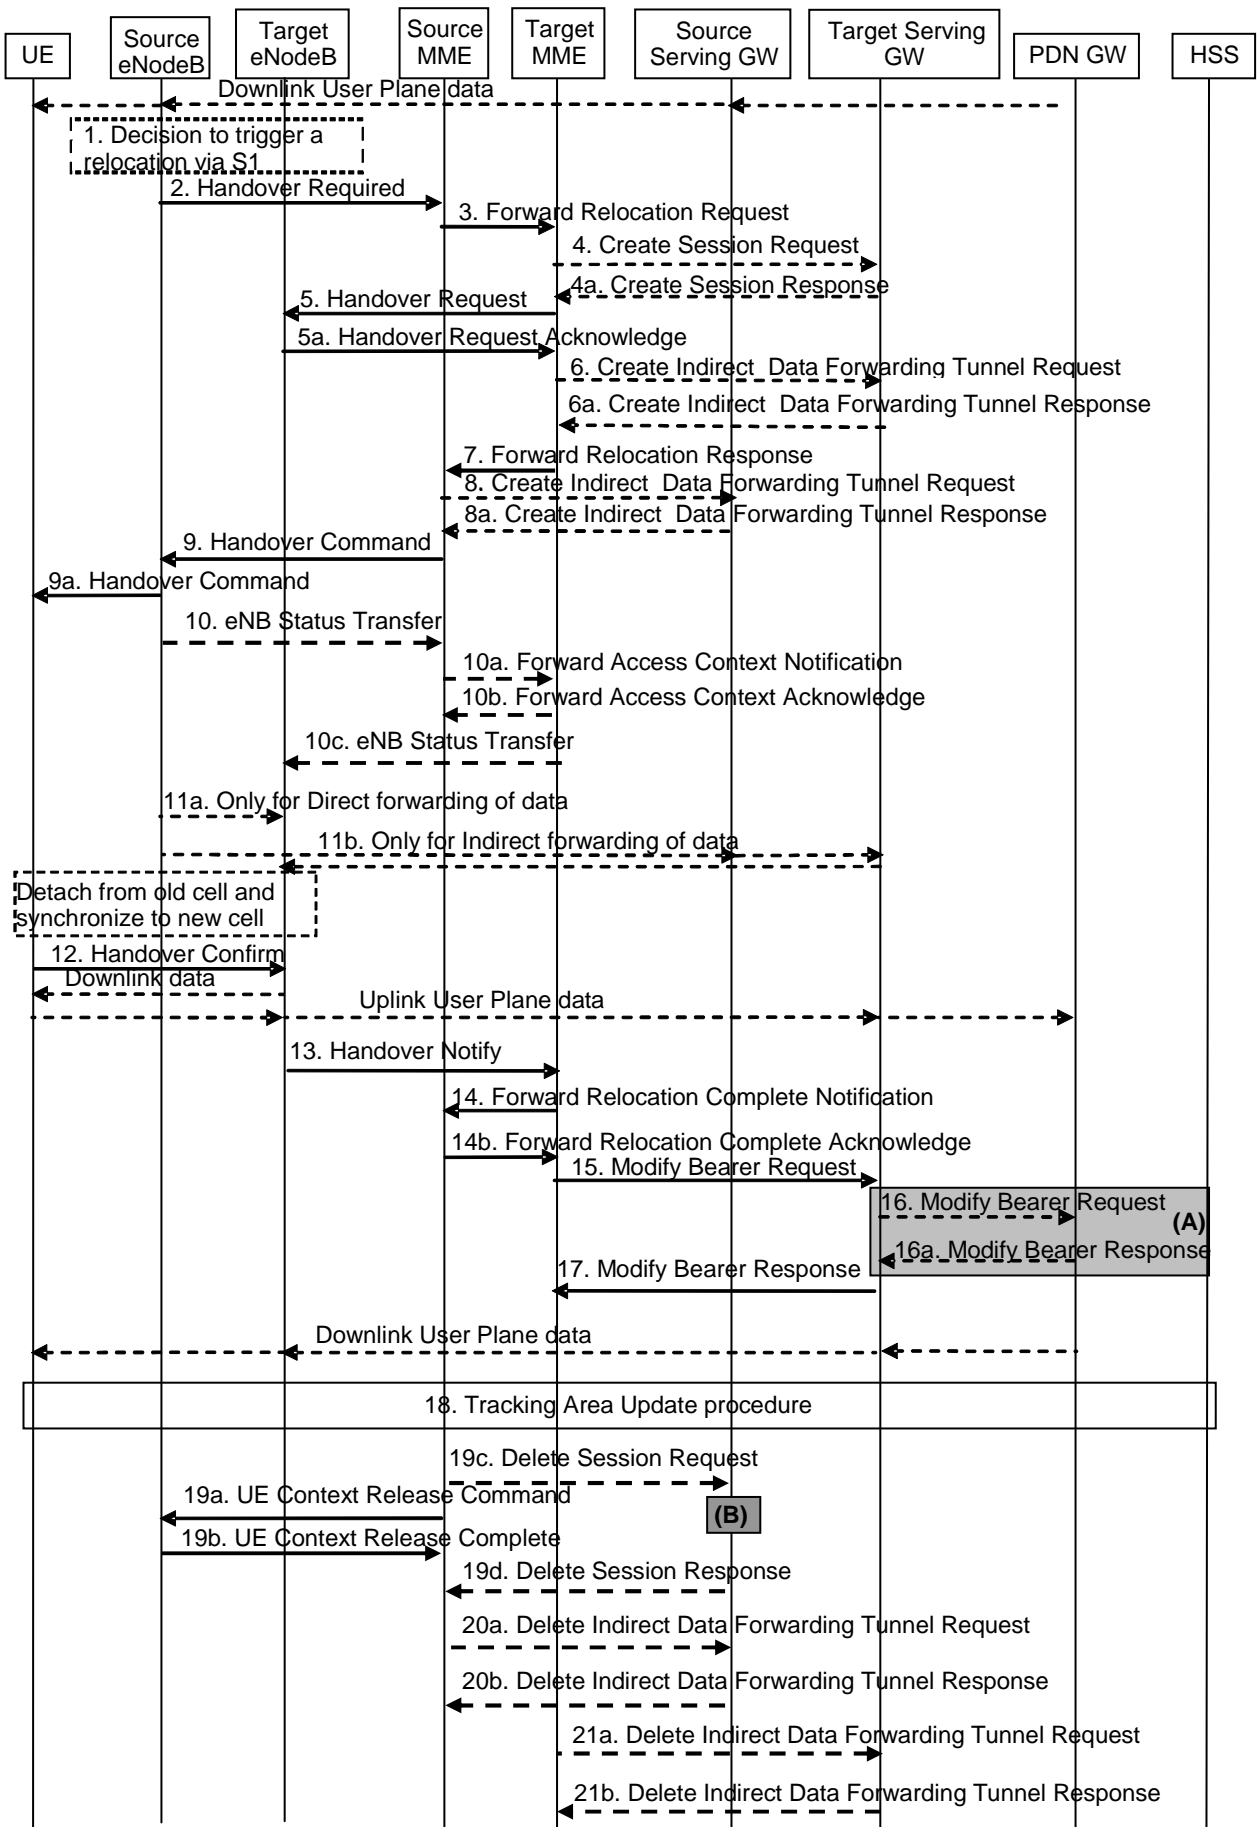 UE
Source
eNodeB
Target
eNodeB
Source
MME
Target
MME
Source
Serving GW
Target Serving
GW
PDN GW
HSS
Downlink User Plane data
1. Decision to trigger a
relocation via S1
2. Handover Required
3. Forward Relocation Request
4. Create Session Request
4a. Create Session Response
5. Handover Request
5a. Handover Request Acknowledge
6. Create Indirect Data Forwarding Tunnel Request
6a. Create Indirect Data Forwarding Tunnel Response
7. Forward Relocation Response
8. Create Indirect Data Forwarding Tunnel Request
8a. Create Indirect Data Forwarding Tunnel Response
9. Handover Command
9a. Handover Command
10. eNB Status Transfer
10a. Forward Access Context Notification
10b. Forward Access Context Acknowledge
10c. eNB Status Transfer
11a. Only for Direct forwarding of data
11b. Only for Indirect forwarding of data
Detach from old cell and
synchronize to new cell
12. Handover Confirm
Downlink data
Uplink User Plane data
13. Handover Notify
14. Forward Relocation Complete Notification
14b. Forward Relocation Complete Acknowledge
15. Modify Bearer Request
16. Modify Bearer Request
(A)
16a. Modify Bearer Response
17. Modify Bearer Response
Downlink User Plane data
18. Tracking Area Update procedure
19c. Delete Session Request
19a. UE Context Release Command
(B)
19b. UE Context Release Complete
19d. Delete Session Response
20a. Delete Indirect Data Forwarding Tunnel Request
20b. Delete Indirect Data Forwarding Tunnel Response
21a. Delete Indirect Data Forwarding Tunnel Request
21b. Delete Indirect Data Forwarding Tunnel Response